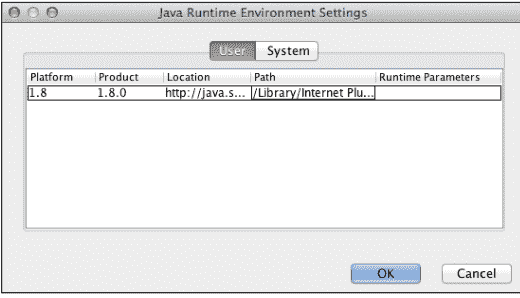 Java Runtime Environment Settings
User System
Platform Product Location Path Runtime Parameters
1.8 1.8.0 http://java.s... /Library/Internet Plu...
OK Cancel